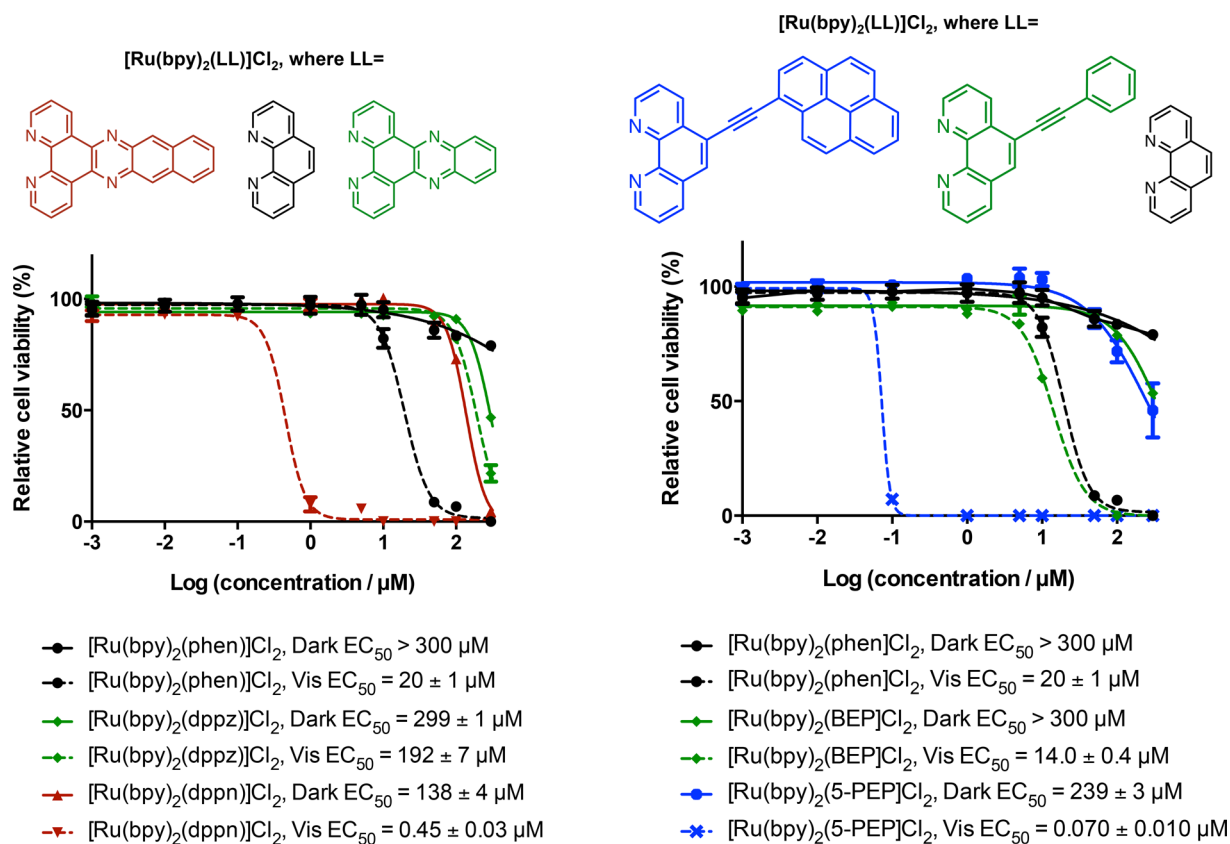 [Ru(bpy)2(LL)]Cl2, where LL=
N
N
N
N
N
N
N
N
N
N
Relative cell viability (%)
100
50
0
-3
-2
-1
0
1
2
Log (concentration / µM)
[Ru(bpy)2(phen)]Cl2, Dark EC50 > 300 µM
[Ru(bpy)2(phen)]Cl2, Vis EC50 = 20 ± 1 µM
[Ru(bpy)2(dppz)]Cl2, Dark EC50 = 299 ± 1 µM
[Ru(bpy)2(dppz)]Cl2, Vis EC50 = 192 ± 7 µM
[Ru(bpy)2(dppn)]Cl2, Dark EC50 = 138 ± 4 µM
[Ru(bpy)2(dppn)]Cl2, Vis EC50 = 0.45 ± 0.03 µM
[Ru(bpy)2(LL)]Cl2, where LL=
N
N
N
N
N
N
Relative cell viability (%)
100
50
0
-3
-2
-1
0
1
2
Log (concentration / µM)
[Ru(bpy)2(phen]Cl2, Dark EC50 > 300 µM
[Ru(bpy)2(phen]Cl2, Vis EC50 = 20 ± 1 µM
[Ru(bpy)2(BEP]Cl2, Dark EC50 > 300 µM
[Ru(bpy)2(BEP]Cl2, Vis EC50 = 14.0 ± 0.4 µM
[Ru(bpy)2(5-PEP]Cl2, Dark EC50 = 239 ± 3 µM
[Ru(bpy)2(5-PEP]Cl2, Vis EC50 = 0.070 ± 0.010 µM